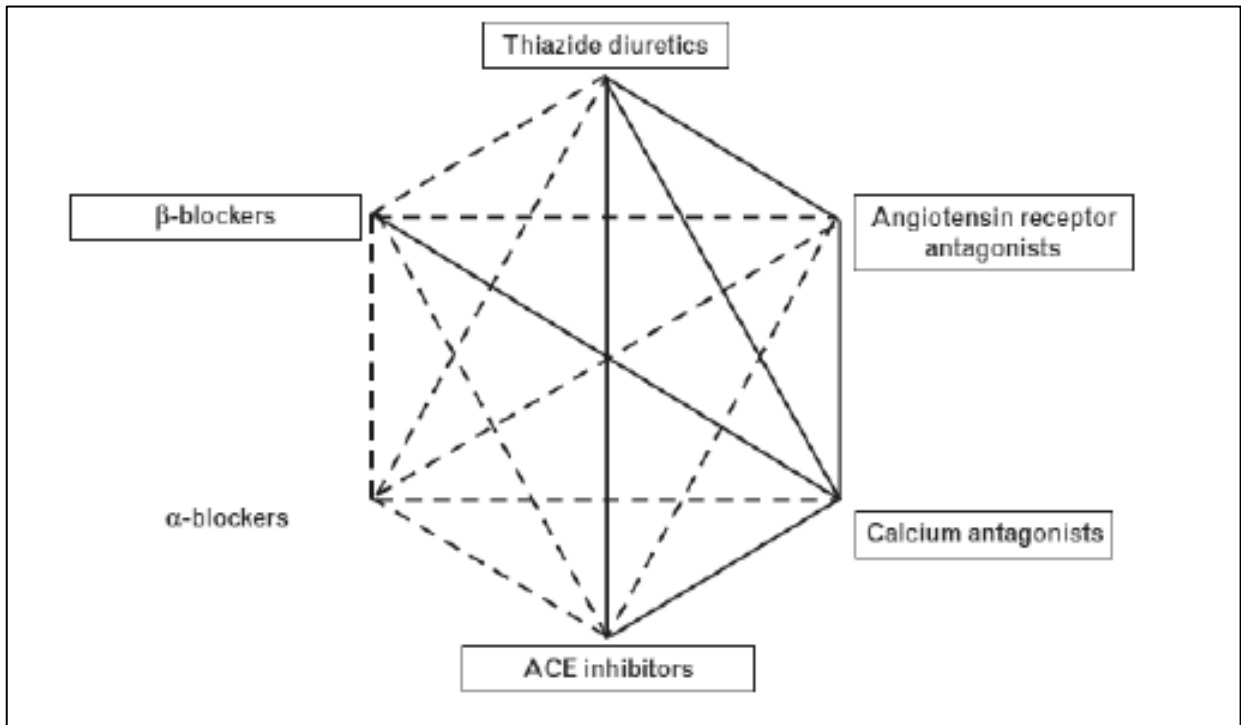 Thiazide diuretics
β-blockers
Angiotensin receptor
antagonists
α-blockers
Calcium antagonists
ACE inhibitors